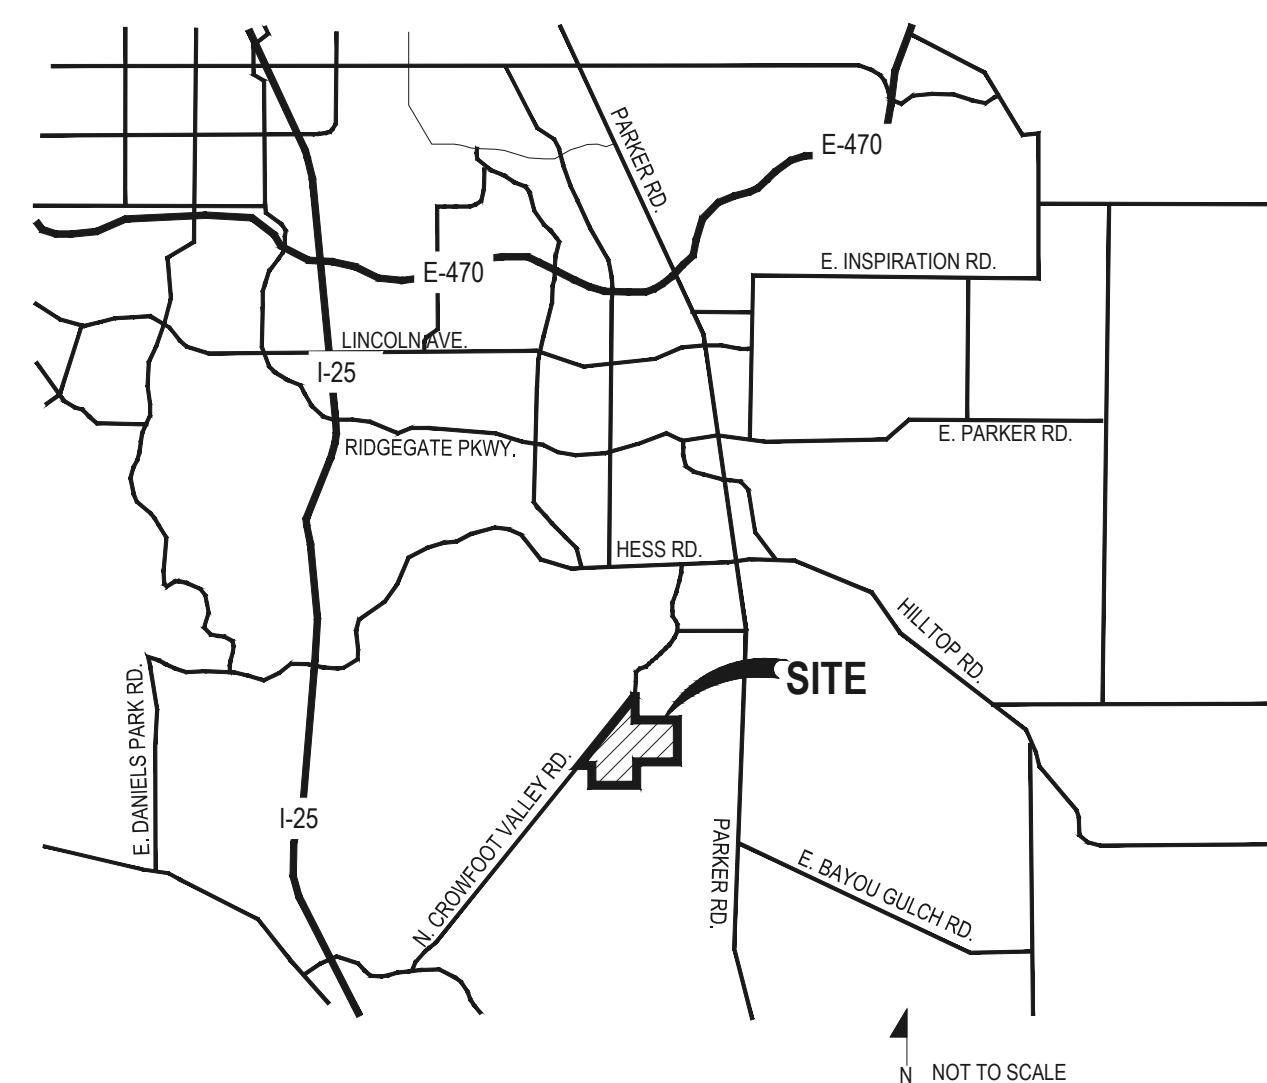 PARKER RD.
E-470
E. INSPIRATION RD.
E-470
LINCOLN AVE.
I-25
E. PARKER RD.
RIDGEGATE PKWY.
HESS RD.
HILLTOP RD.
SITE
E. DANIELS PARK RD.
N. CROWFOOT VALLEY RD.
I-25
PARKER RD.
E. BAYOU GULCH RD.
N
NOT TO SCALE